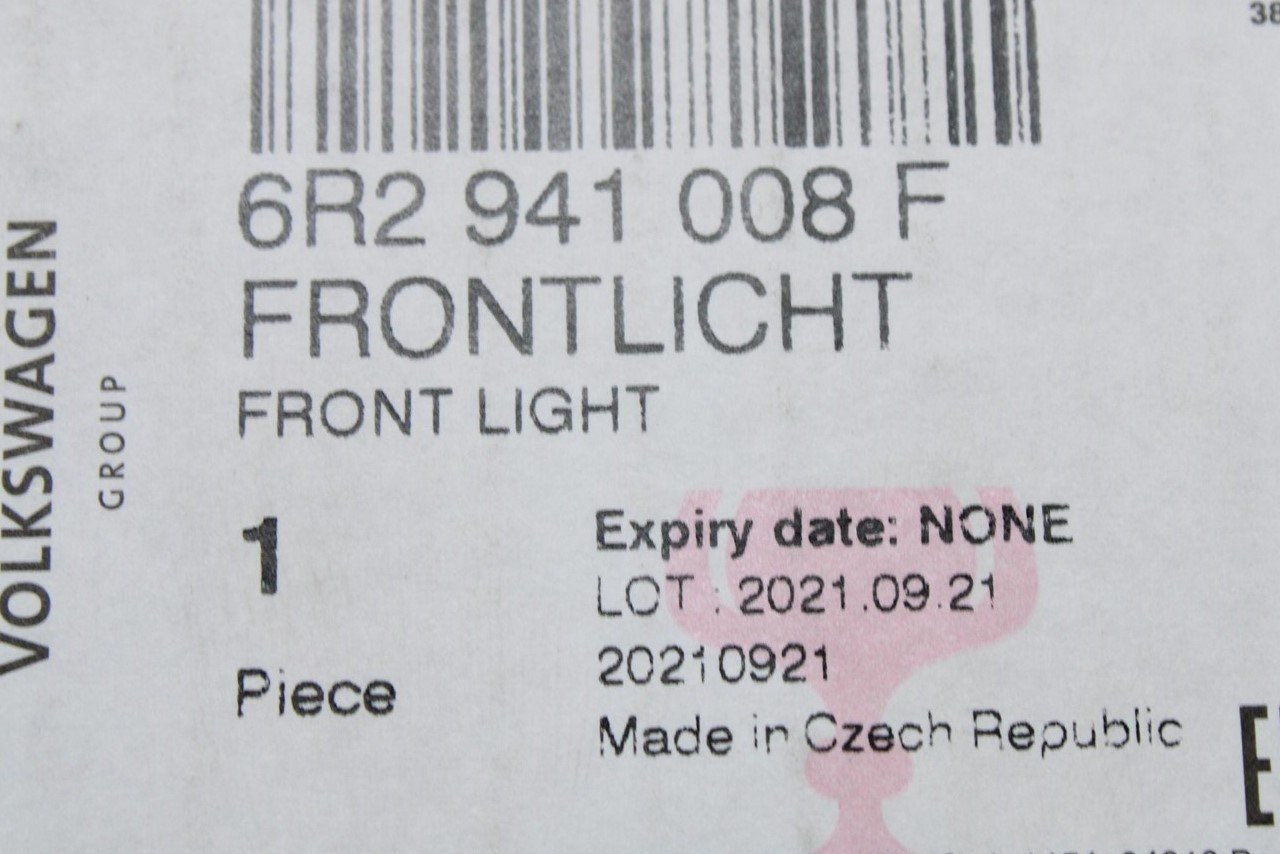 38
6R2 941 008 F
FRONTLICHT
FRONT LIGHT
VOLKSWAGEN
GROUP
1
Piece
Expiry date: NONE
LOT : 2021.09.21
20210921
Made in Czech Republic
E